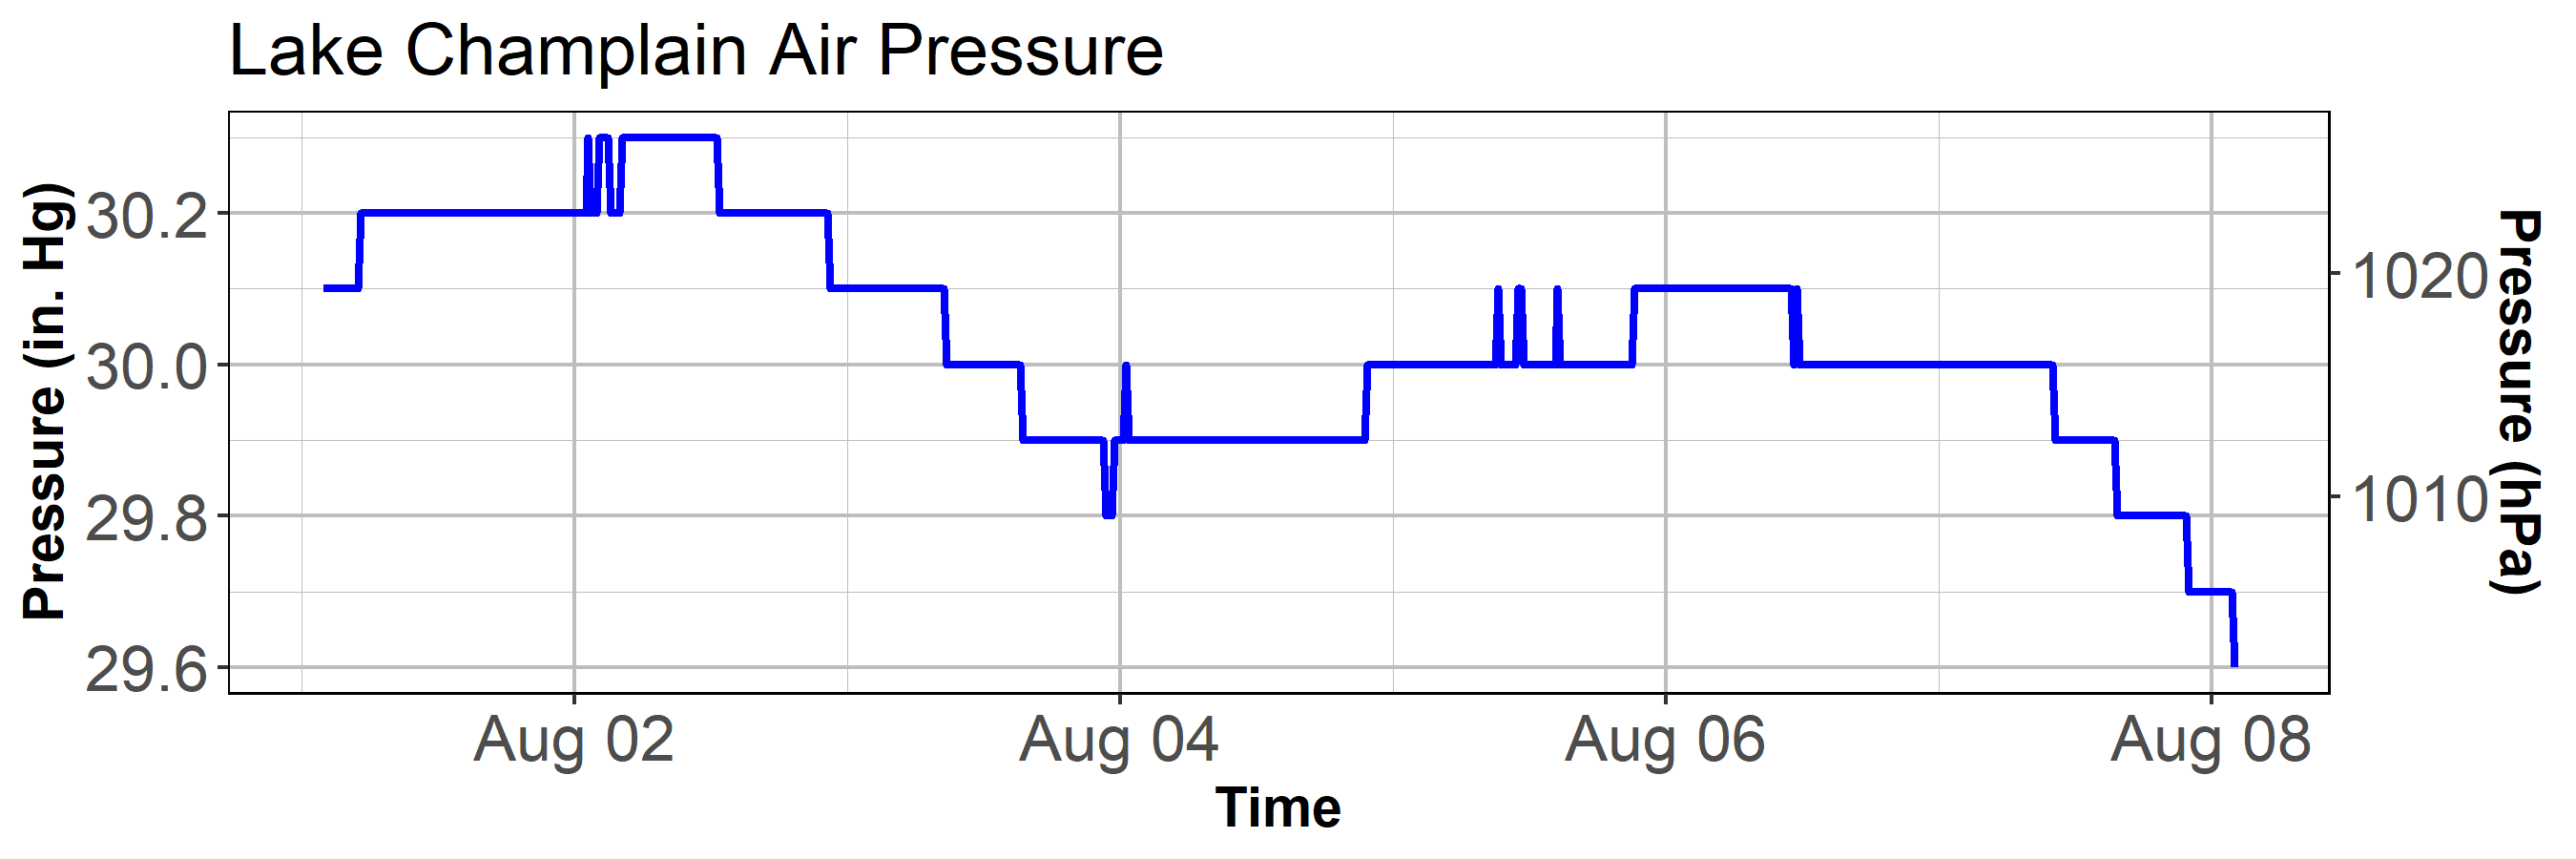 Lake Champlain Air Pressure
Pressure (in. Hg)
30.2
30.0
29.8
29.6
1020
1010
Pressure (hPa)
Aug 02 Aug 04 Aug 06 Aug 08
Time